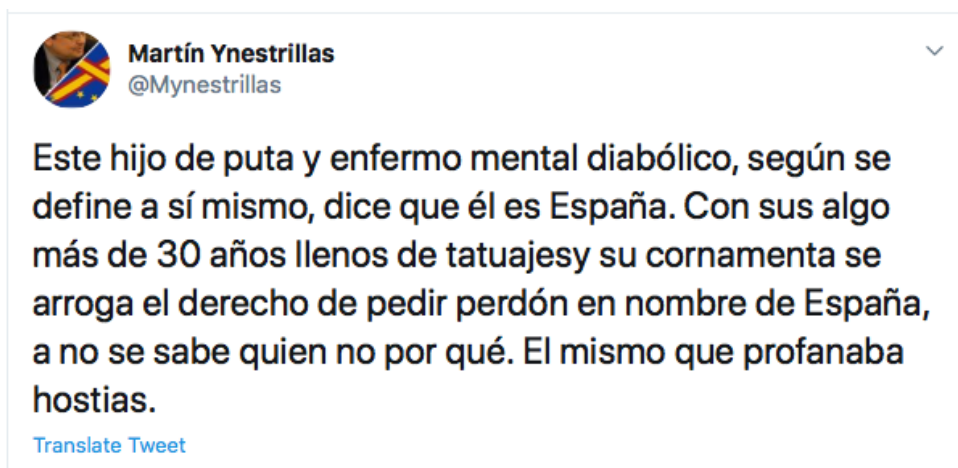 Martín Ynestrillas
@Mynestrillas
Este hijo de puta y enfermo mental diabólico, según se
define a sí mismo, dice que él es España. Con sus algo
más de 30 años llenos de tatuajesy su cornamenta se
arroga el derecho de pedir perdón en nombre de España,
a no se sabe quien no por qué. El mismo que profanaba
hostias.
Translate Tweet